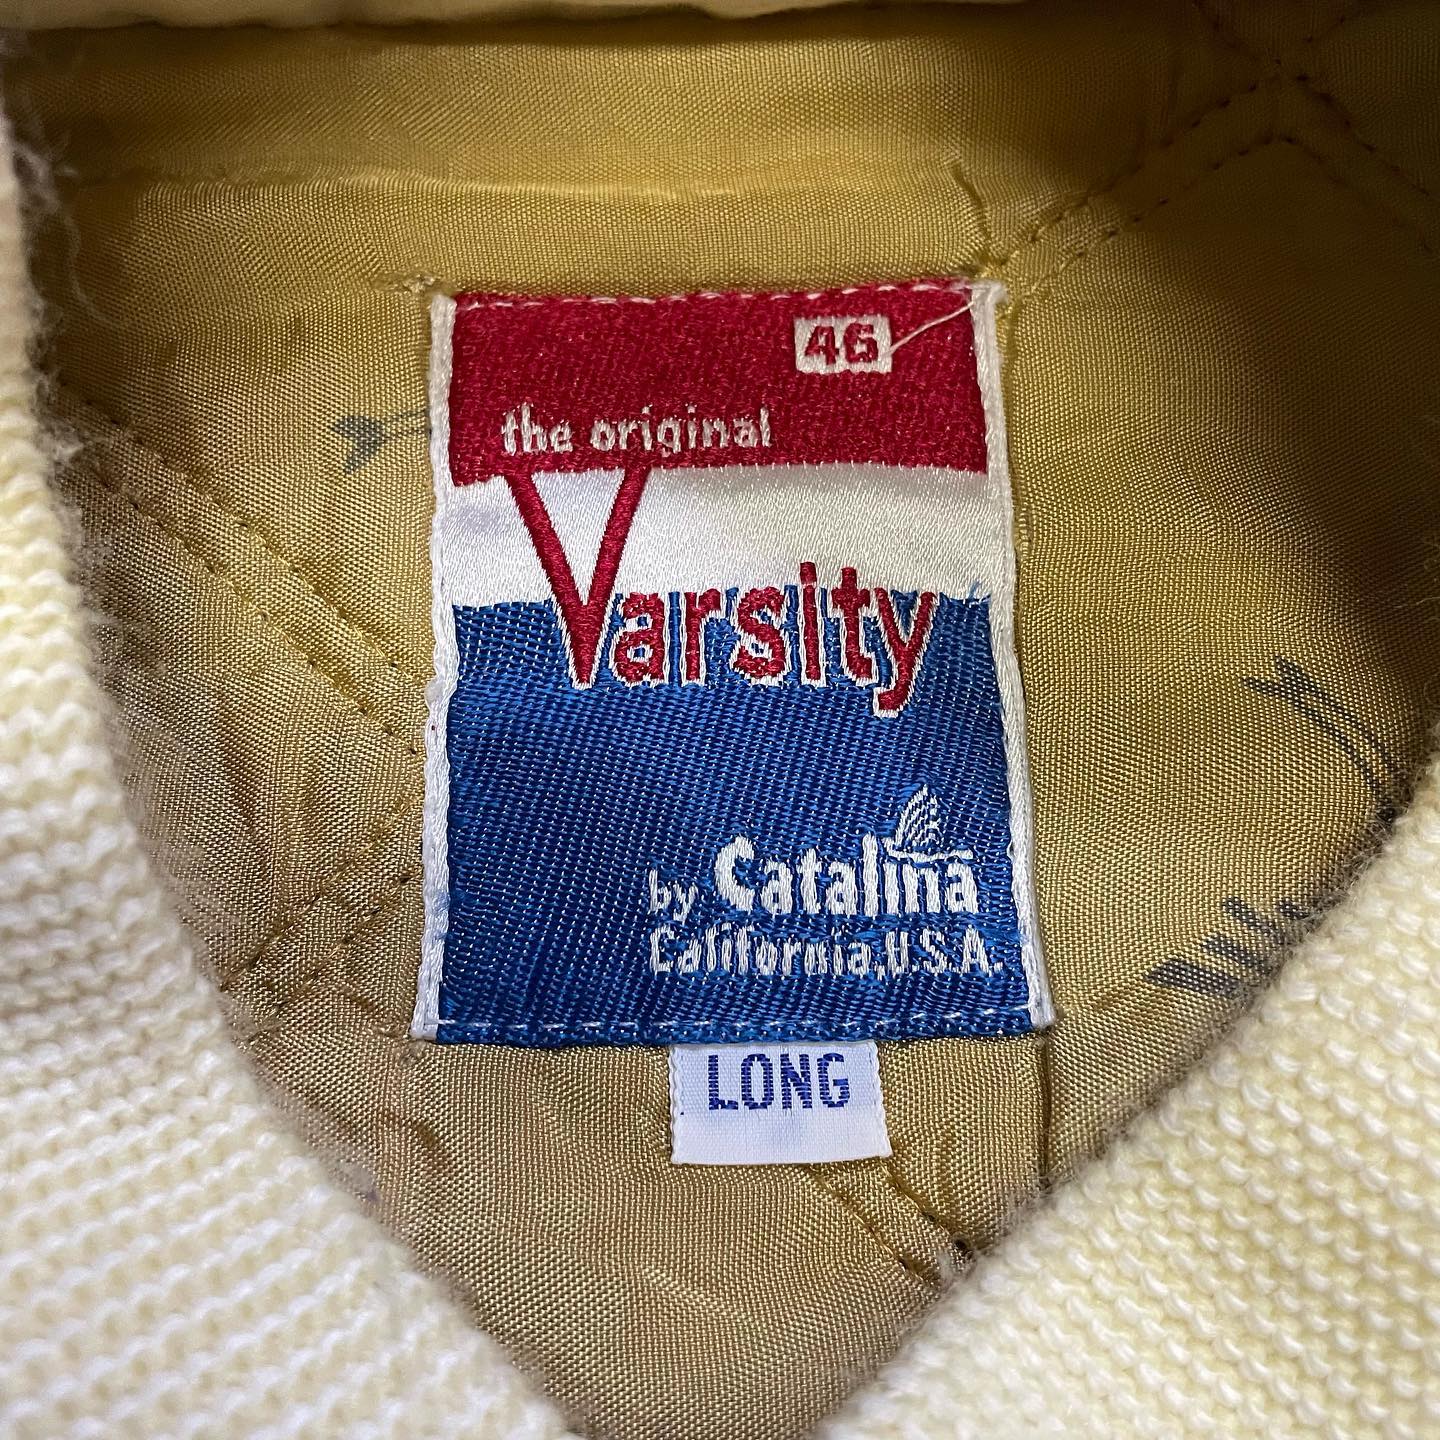 46
the original
Varsity
by Catalina
California, U.S.A.
LONG